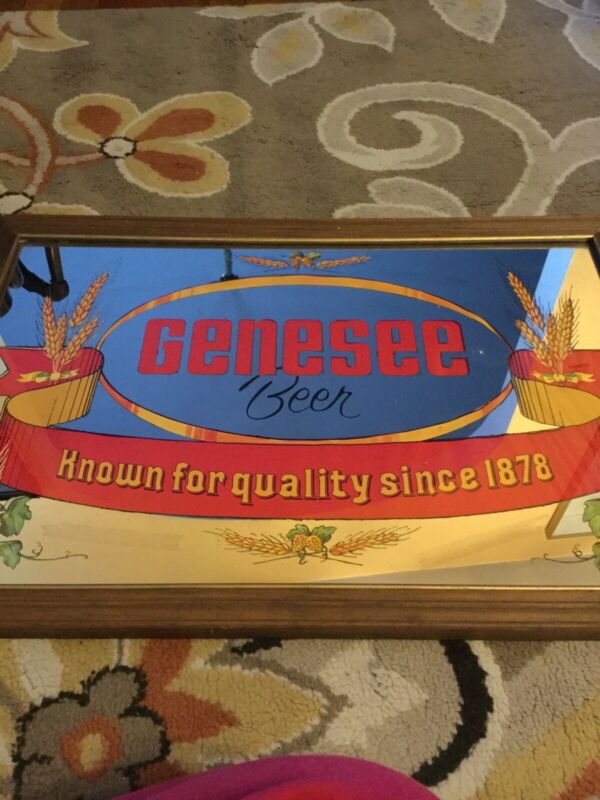 Genesee
Beer
Known for quality since 1878